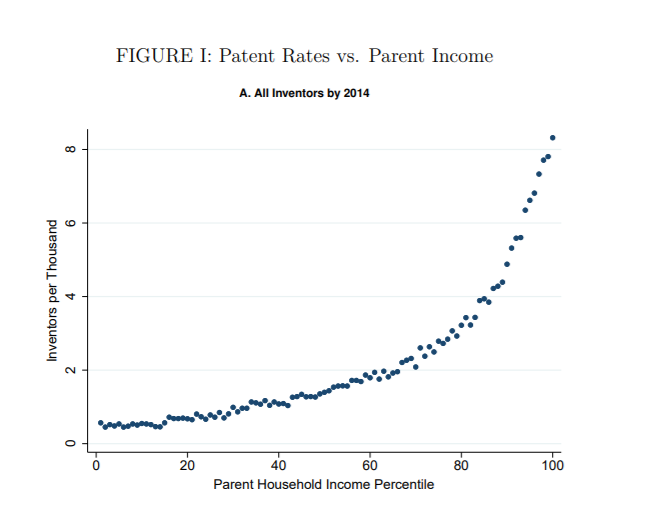 FIGURE I: Patent Rates vs. Parent Income
A. All Inventors by 2014
8
6
4
2
0
Inventors per Thousand
0 20 40 60 80 100
Parent Household Income Percentile